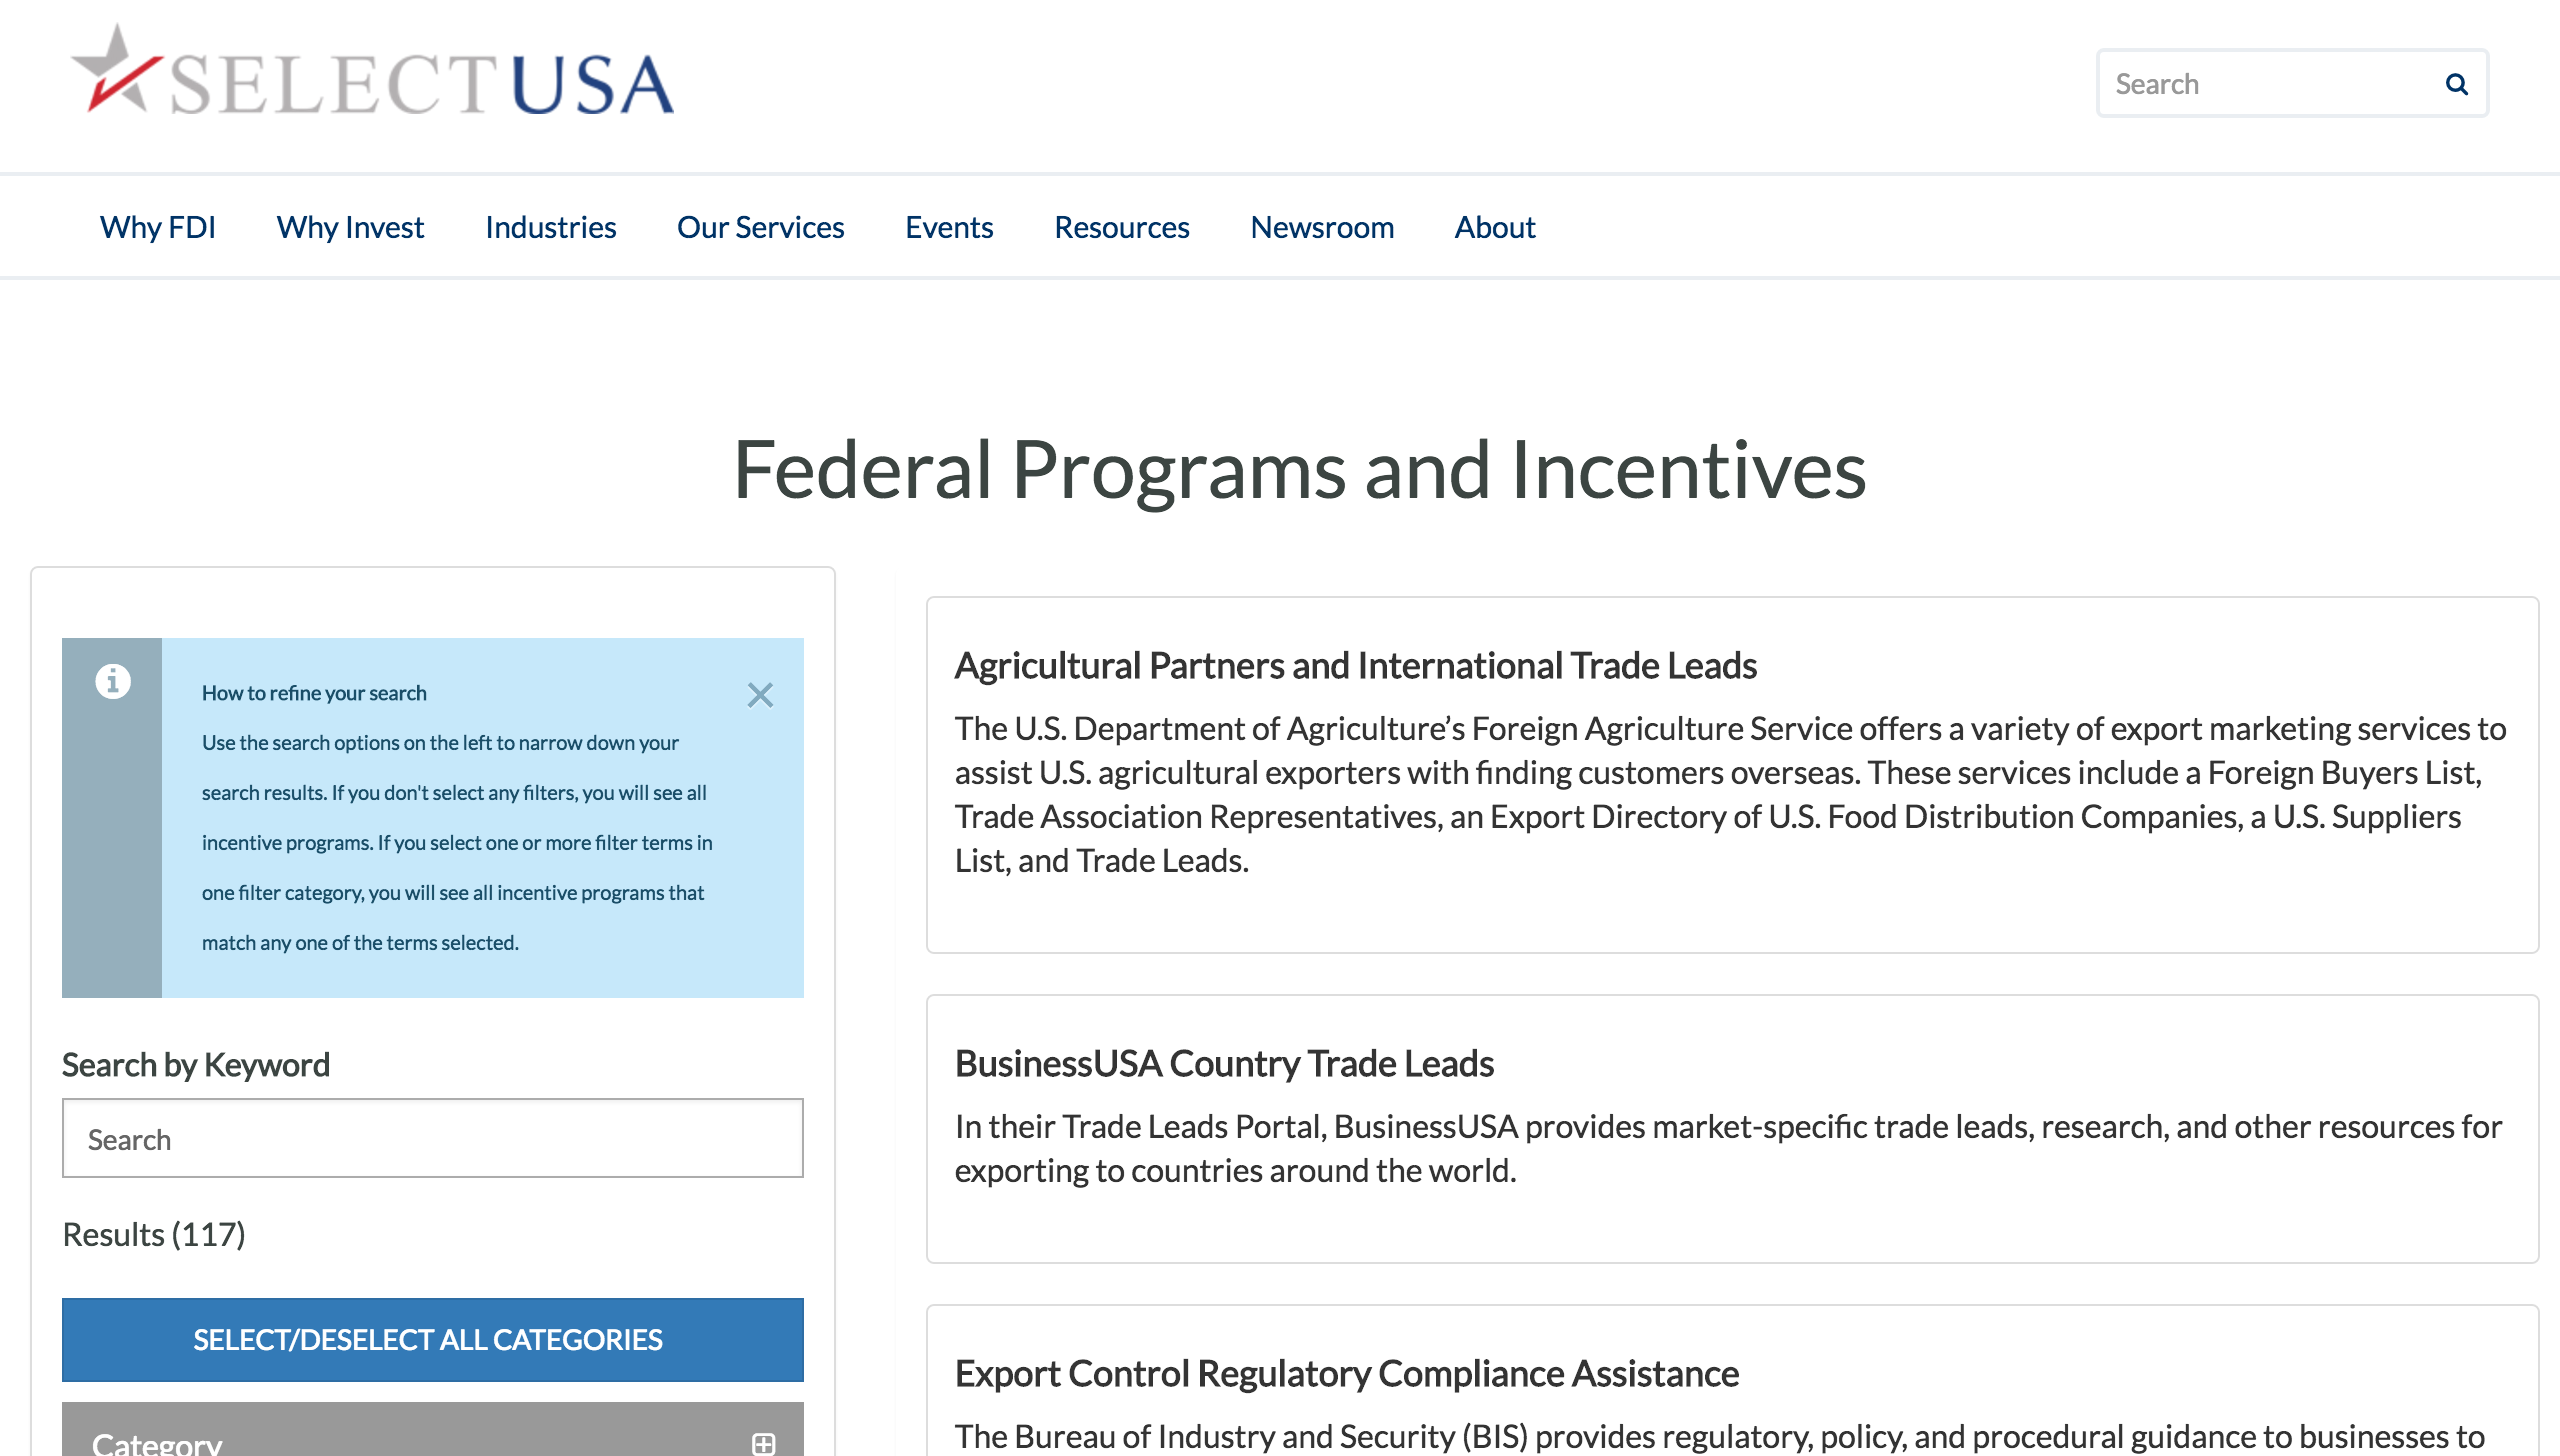 SELECTUSA
Search
Why FDI
Why Invest
Industries
Our Services
Events
Resources
Newsroom
About
Federal Programs and Incentives
How to refine your search
Use the search options on the left to narrow down your
search results. If you don't select any filters, you will see all
incentive programs. If you select one or more filter terms in
one filter category, you will see all incentive programs that
match any one of the terms selected.
Search by Keyword
Search
Results (117)
SELECT/DESELECT ALL CATEGORIES
Category
Agricultural Partners and International Trade Leads
The U.S. Department of Agriculture’s Foreign Agriculture Service offers a variety of export marketing services to
assist U.S. agricultural exporters with finding customers overseas. These services include a Foreign Buyers List,
Trade Association Representatives, an Export Directory of U.S. Food Distribution Companies, a U.S. Suppliers
List, and Trade Leads.
BusinessUSA Country Trade Leads
In their Trade Leads Portal, BusinessUSA provides market-specific trade leads, research, and other resources for
exporting to countries around the world.
Export Control Regulatory Compliance Assistance
The Bureau of Industry and Security (BIS) provides regulatory, policy, and procedural guidance to businesses to